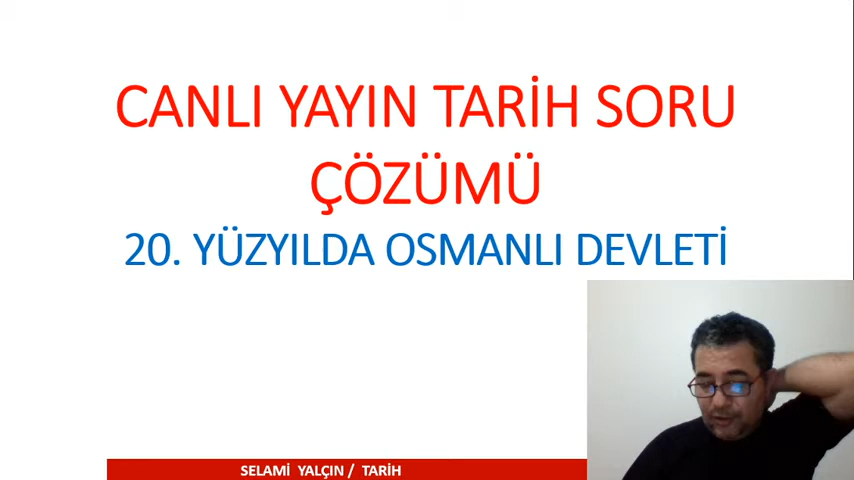 CANLI YAYIN TARİH SORU
ÇÖZÜMÜ
20. YÜZYILDA OSMANLI DEVLETİ
SELAMİ YALÇIN / TARİH